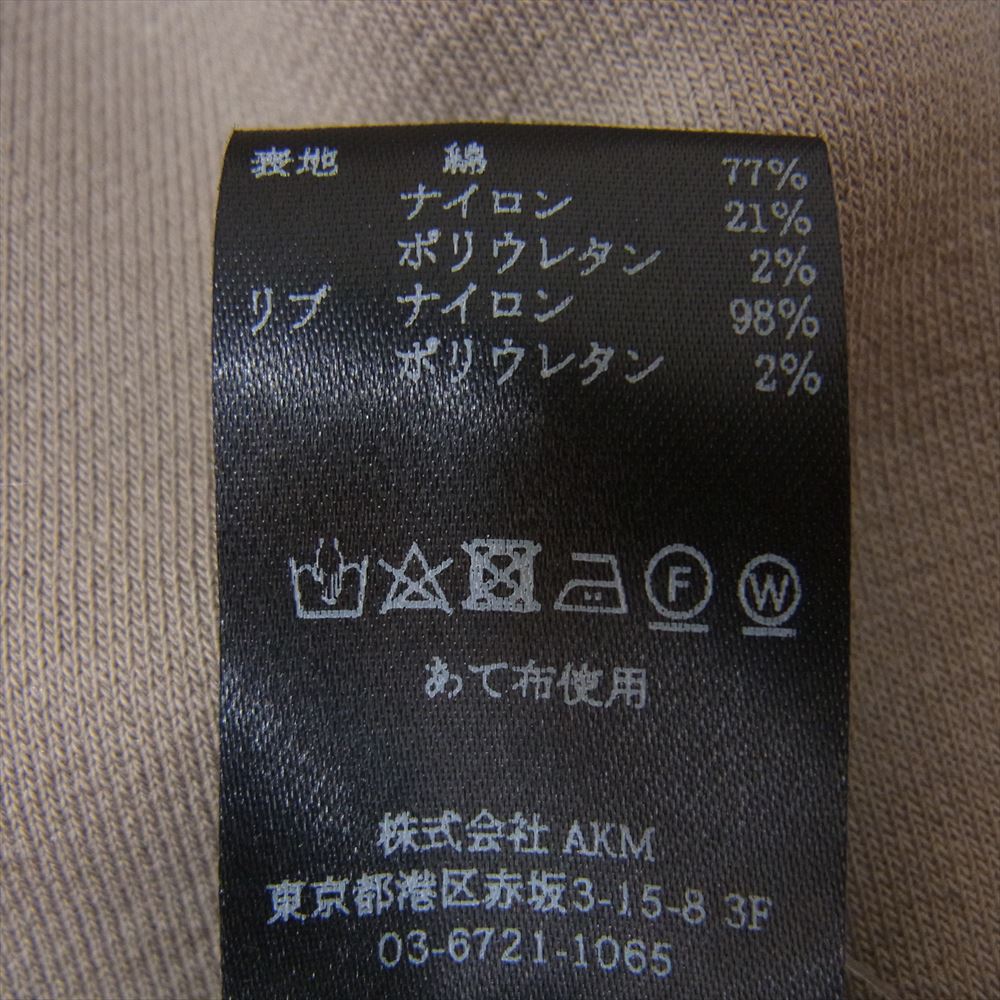 表地 綿 77%
ナイロン 21%
ポリウレタン 2%
リブ ナイロン 98%
ポリウレタン 2%
F W
あて布使用
株式会社 AKM
東京都港区赤坂3-15-8 3F
03-6721-1065